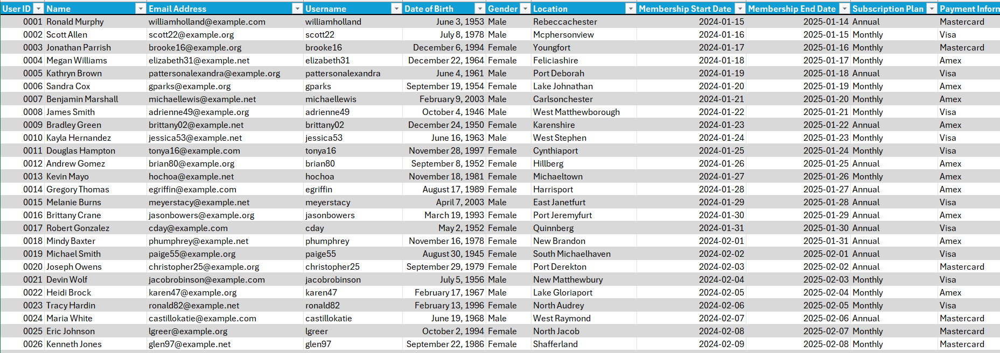 User ID Name Email Address Username Date of Birth Gender Location Membership Start Date Membership End Date Subscription Plan Payment Inforn
0001 Ronald Murphy williamholland@example.com williamholland June 3, 1953 Male Rebeccachester 2024-01-15 2025-01-14 Annual Mastercard
0002 Scott Allen scott22@example.org scott22 July 8, 1978 Male Mcphersonview 2024-01-16 2025-01-15 Monthly Visa
0003 Jonathan Parrish brooke16@example.org brooke16 December 6, 1994 Female Youngfort 2024-01-17 2025-01-16 Monthly Mastercard
0004 Megan Williams elizabeth31@example.net elizabeth31 December 22, 1964 Female Feliciashire 2024-01-18 2025-01-17 Monthly Amex
0005 Kathryn Brown pattersonalexandra@example.org pattersonalexandra June 4, 1961 Male Port Deborah 2024-01-19 2025-01-18 Annual Visa
0006 Sandra Cox gparks@example.org gparks September 19, 1954 Female Lake Johnathan 2024-01-20 2025-01-19 Monthly Amex
0007 Benjamin Marshall michaellewis@example.net michaellewis February 9, 2003 Male Carlsonchester 2024-01-21 2025-01-20 Monthly Amex
0008 James Smith adrienne49@example.org adrienne49 October 4, 1946 Male West Matthewborough 2024-01-22 2025-01-21 Monthly Visa
0009 Bradley Green brittany02@example.net brittany02 December 24, 1950 Female Karenshire 2024-01-23 2025-01-22 Annual Amex
0010 Kayla Hernandez jessica53@example.net jessica53 June 16, 1963 Male West Stephen 2024-01-24 2025-01-23 Monthly Visa
0011 Douglas Hampton tonya16@example.com tonya16 November 28, 1997 Female Cynthiaport 2024-01-25 2025-01-24 Monthly Visa
0012 Andrew Gomez brian80@example.org brian80 September 8, 1952 Female Hillberg 2024-01-26 2025-01-25 Annual Amex
0013 Kevin Mayo hochoa@example.net hochoa November 18, 1981 Female Michaeltown 2024-01-27 2025-01-26 Monthly Amex
0014 Gregory Thomas egriffin@example.com egriffin August 17, 1989 Female Harrisport 2024-01-28 2025-01-27 Annual Amex
0015 Melanie Burns meyerstacy@example.net meyerstacy April 7, 2003 Male East Janetfurt 2024-01-29 2025-01-28 Annual Visa
0016 Brittany Crane jasonbowers@example.org jasonbowers March 19, 1993 Female Port Jeremyfurt 2024-01-30 2025-01-29 Annual Amex
0017 Robert Gonzalez cday@example.com cday May 2, 1952 Female Quinnberg 2024-01-31 2025-01-30 Annual Visa
0018 Mindy Baxter phumphrey@example.net phumphrey November 16, 1978 Female New Brandon 2024-02-01 2025-01-31 Annual Amex
0019 Michael Smith paige55@example.org paige55 August 30, 1945 Female South Michaelhaven 2024-02-02 2025-02-01 Annual Visa
0020 Joseph Owens christopher25@example.org christopher25 September 29, 1979 Female Port Derekton 2024-02-03 2025-02-02 Annual Mastercard
0021 Devin Wolf jacobrobinson@example.com jacobrobinson July 5, 1956 Male New Matthewbury 2024-02-04 2025-02-03 Monthly Visa
0022 Heidi Brock karen47@example.org karen47 February 17, 1967 Male Lake Gloriaport 2024-02-05 2025-02-04 Monthly Amex
0023 Tracy Hardin ronald82@example.net ronald82 February 13, 1996 Female North Audrey 2024-02-06 2025-02-05 Monthly Visa
0024 Maria White castillokatie@example.com castillokatie June 19, 1968 Male West Raymond 2024-02-07 2025-02-06 Annual Mastercard
0025 Eric Johnson lgreer@example.org lgreer October 2, 1994 Female North Jacob 2024-02-08 2025-02-07 Monthly Mastercard
0026 Kenneth Jones glen97@example.net glen97 September 22, 1986 Female Shafferland 2024-02-09 2025-02-08 Monthly Mastercard